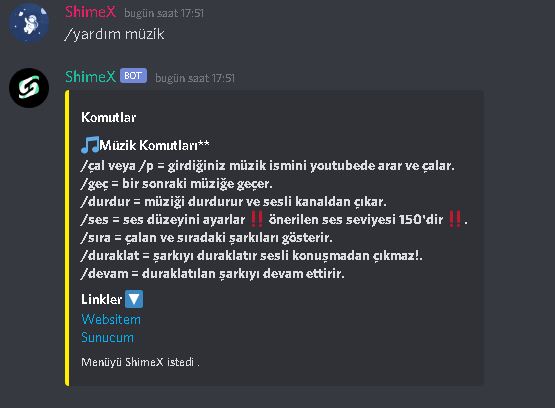 ShimeX bugün saat 17:51
/yardım müzik
ShimeX BOT bugün saat 17:51
Komutlar
🎵Müzik Komutları**
/çal veya /p = girdiğiniz müzik ismini youtubede arar ve çalar.
/geç = bir sonraki müziğe geçer.
/durdur = müziği durdurur ve sesli kanaldan çıkar.
/ses = ses düzeyini ayarlar ‼️ önerilen ses seviyesi 150'dir ‼️.
/sıra = çalan ve sıradaki şarkıları gösterir.
/duraklat = şarkıyı duraklatır sesli konuşmadan çıkmaz!.
/devam = duraklatılan şarkıyı devam ettirir.
Linkler 🔽
Websitem
Sunucum
Menüyü ShimeX istedi .